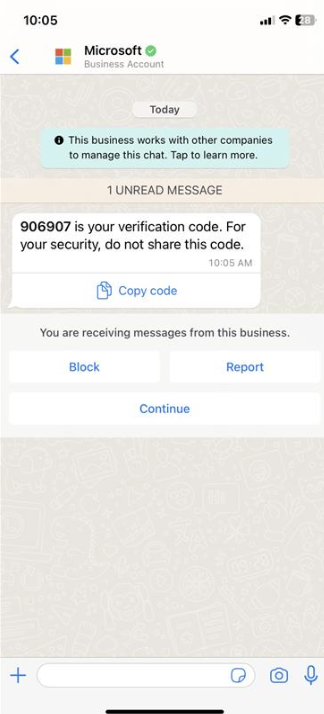 10:05
28
Microsoft
Business Account
Today
This business works with other companies
to manage this chat. Tap to learn more.
1 UNREAD MESSAGE
906907 is your verification code. For
your security, do not share this code.
10:05 AM
Copy code
You are receiving messages from this business.
Block
Report
Continue